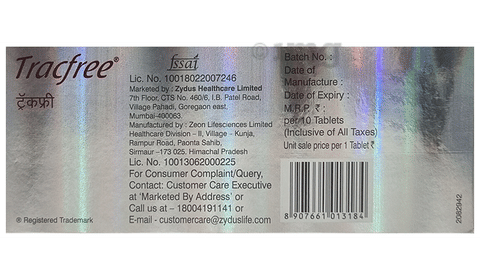 Tracfree®
ट्रॅकफ्री
® Registered Trademark
fssai
Lic. No. 10018022007246
Marketed by : Zydus Healthcare Limited
7th Floor, CTS No. 460/6, I.B. Patel Road,
Village Pahadi, Goregaon east,
Mumbai-400063.
Manufactured by : Zeon Lifesciences Limited
Healthcare Division – II, Village - Kunja,
Rampur Road, Paonta Sahib,
Sirmaur –173 025. Himachal Pradesh
Lic. No. 10013062000225
For Consumer Complaint/Query,
Contact: Customer Care Executive
at 'Marketed By Address' or
Call us at – 18004191141 or
E-mail - customercare@zyduslife.com
Batch No. :
Date of
Manufacture :
Date of Expiry :
M.R.P. ₹ :
per 10 Tablets
(Inclusive of All Taxes)
Unit sale price per 1 Tablet ₹
8 907661 013184
2082942